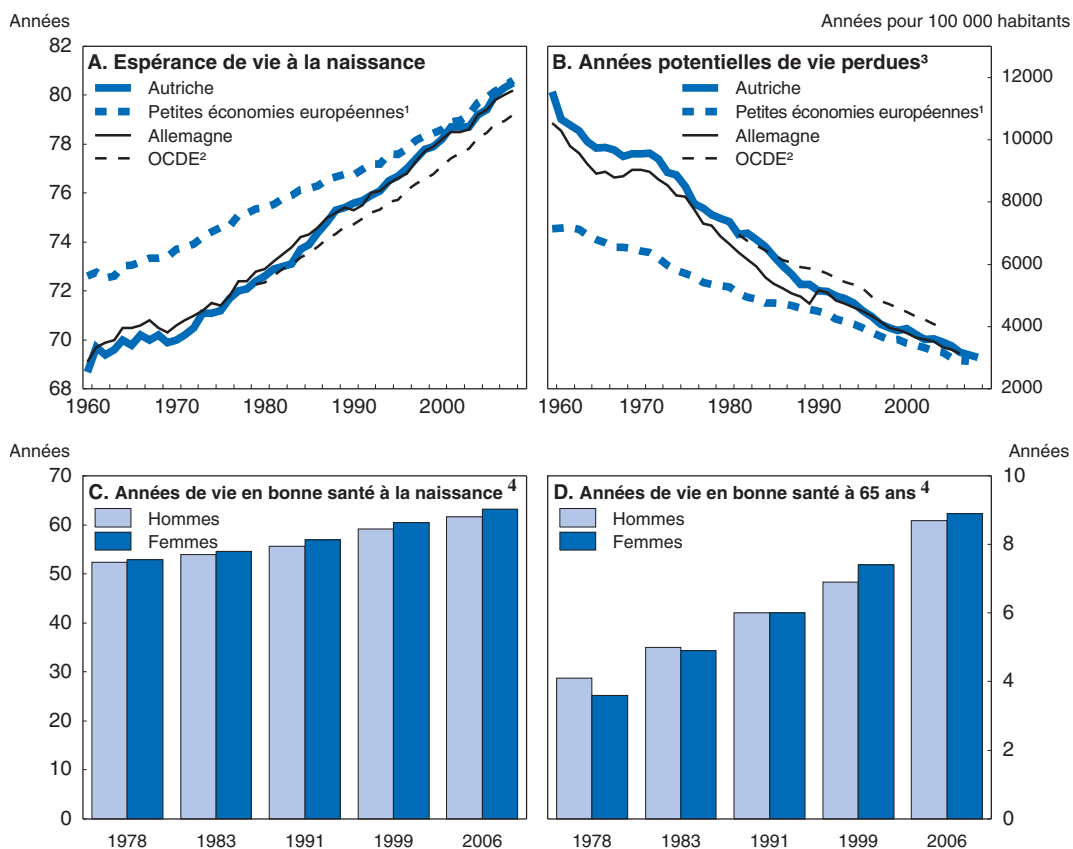 Années
Années pour 100 000 habitants
A. Espérance de vie à la naissance
Autriche
Petites économies européennes¹
Allemagne
OCDE²
82
80
78
76
74
72
70
68
1960
1970
1980
1990
2000
B. Années potentielles de vie perdues³
Autriche
Petites économies européennes¹
Allemagne
OCDE²
12000
10000
8000
6000
4000
2000
1960
1970
1980
1990
2000
Années
Années
C. Années de vie en bonne santé à la naissance ⁴
Hommes
Femmes
70
60
50
40
30
20
10
0
1978
1983
1991
1999
2006
D. Années de vie en bonne santé à 65 ans ⁴
Hommes
Femmes
10
8
6
4
2
0
1978
1983
1991
1999
2006